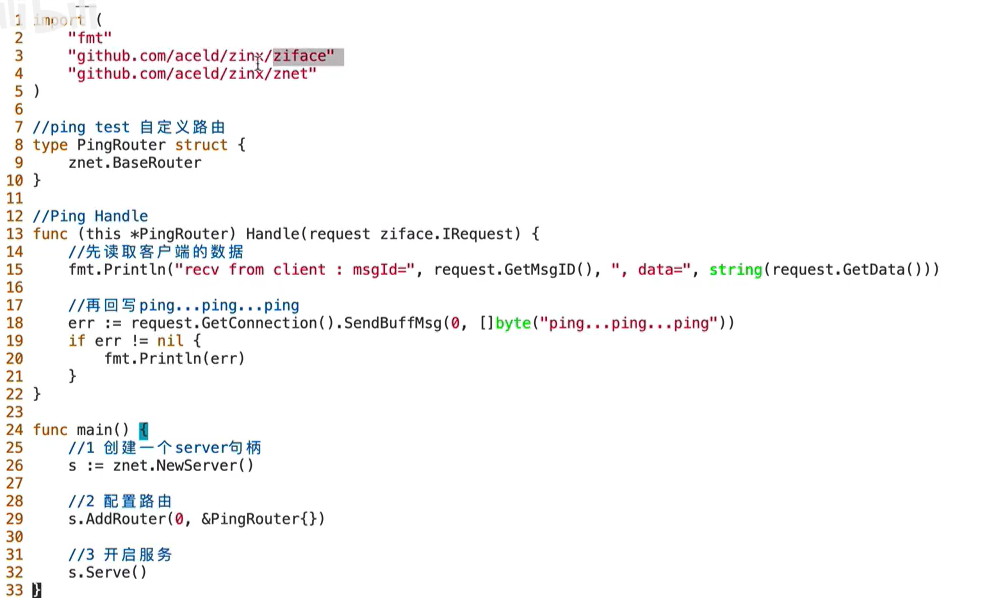 1 import (
2     "fmt"
3     "github.com/aceld/zinx/ziface"
4     "github.com/aceld/zinx/znet"
5 )
6
7 //ping test 自定义路由
8 type PingRouter struct {
9     znet.BaseRouter
10 }
11
12 //Ping Handle
13 func (this *PingRouter) Handle(request ziface.IRequest) {
14     //先读取客户端的数据
15     fmt.Println("recv from client : msgId=", request.GetMsgID(), ", data=", string(request.GetData()))
16
17     //再回写ping...ping...ping
18     err := request.GetConnection().SendBuffMsg(0, []byte("ping...ping...ping"))
19     if err != nil {
20         fmt.Println(err)
21     }
22 }
23
24 func main() {
25     //1 创建一个server句柄
26     s := znet.NewServer()
27
28     //2 配置路由
29     s.AddRouter(0, &PingRouter{})
30
31     //3 开启服务
32     s.Serve()
33 }